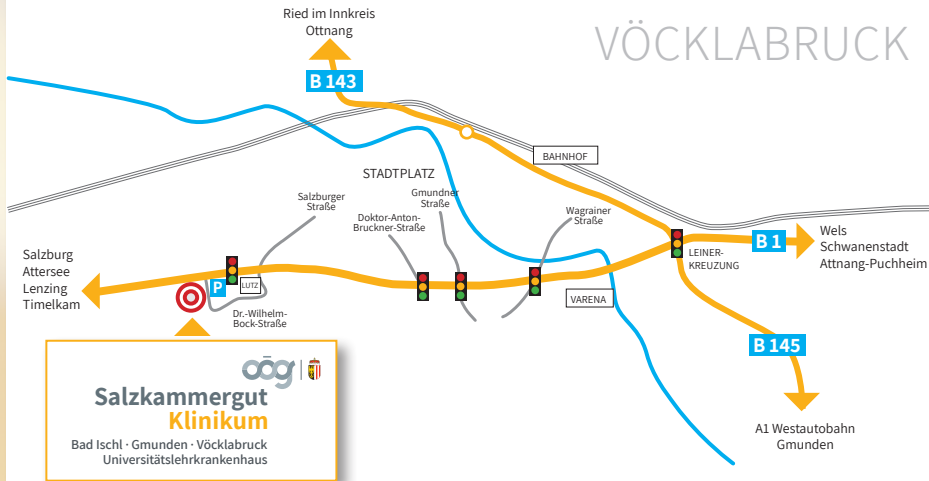 VÖCKLABRUCK
Ried im Innkreis
Ottnang
B 143
BAHNHOF
STADTPLATZ
Salzburger
Straße
Gmundner
Straße
Doktor-Anton-
Bruckner-Straße
Wagrainer
Straße
B 1
Wels
Schwanenstadt
Attnang-Puchheim
LEINER-
KREUZUNG
Salzburg
Attersee
Lenzing
Timelkam
P
LUTZ
VARENA
Dr.-Wilhelm-
Bock-Straße
B 145
A1 Westautobahn
Gmunden
oög
Salzkammergut
Klinikum
Bad Ischl · Gmunden · Vöcklabruck
Universitätslehrkrankenhaus